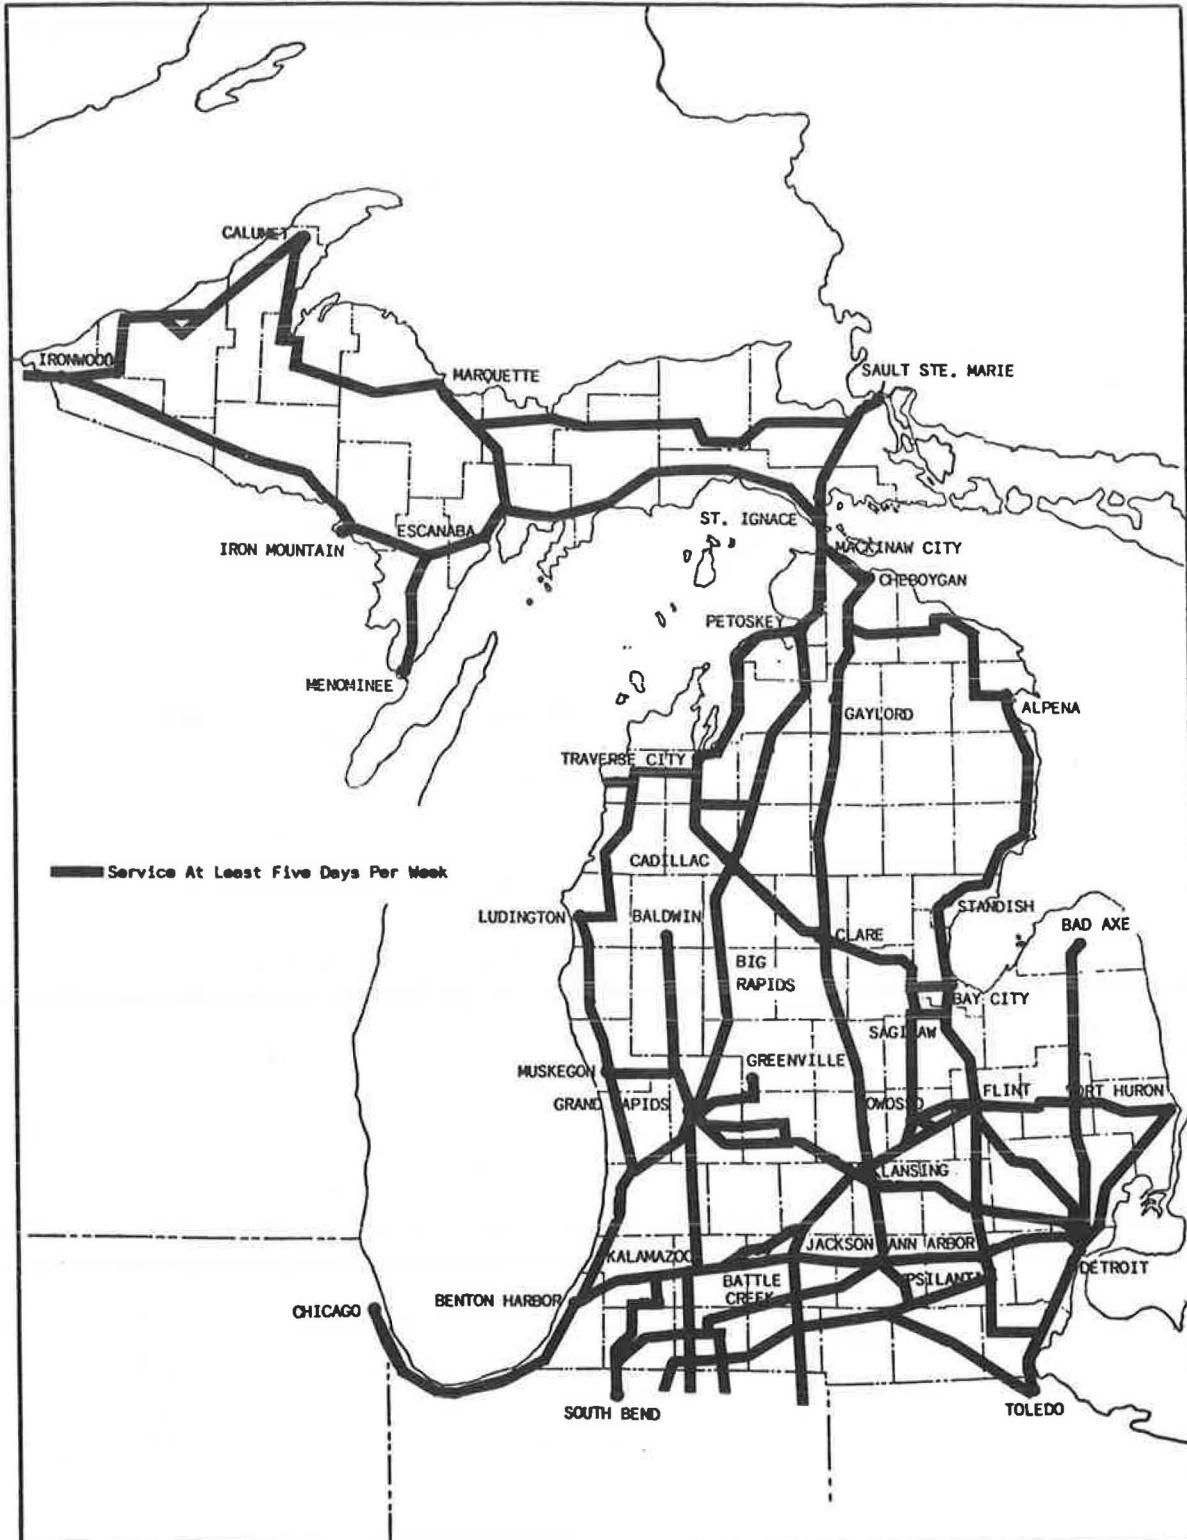 CALUMET
IRONWOOD
MARQUETTE
SAULT STE. MARIE
ST. IGNACE
ESCANABA
IRON MOUNTAIN
MACKINAW CITY
CHEBOYGAN
PETOSKEY
MENOMINEE
GAYLORD
ALPENA
TRAVERSE CITY
CADILLAC
Service At Least Five Days Per Week
LUDINGTON
BALDWIN
STANDISH
BAD AXE
CLARE
BIG
RAPIDS
BAY CITY
SAGINAW
GREENVILLE
MUSKEGON
FLINT
PORT HURON
GRAND RAPIDS
OWOSSO
LANSING
KALAMAZOO
JACKSON
ANN ARBOR
DETROIT
BATTLE
CREEK
YPSILANTI
BENTON HARBOR
CHICAGO
SOUTH BEND
TOLEDO